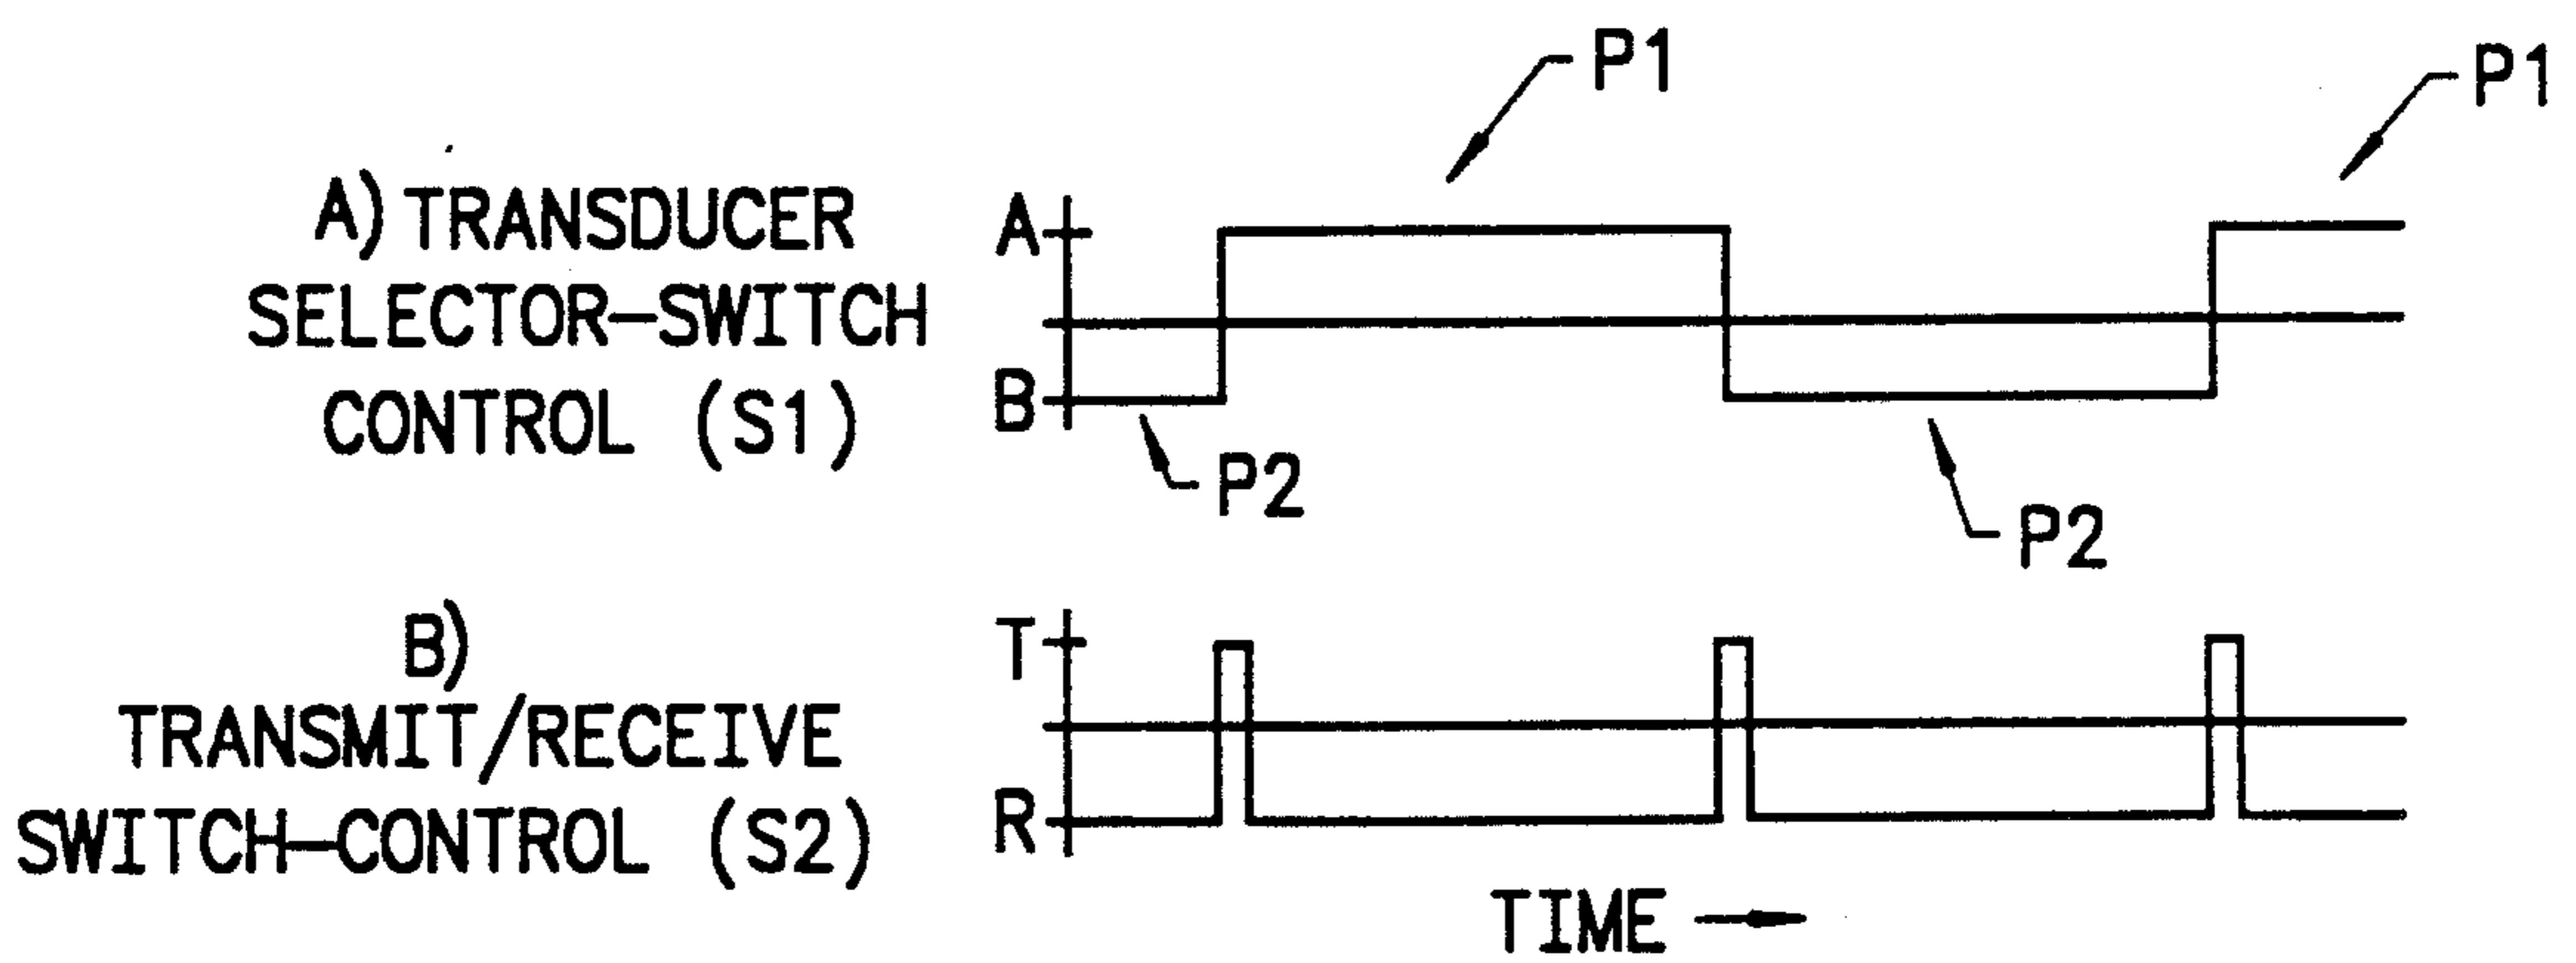 A) TRANSDUCER
SELECTOR-SWITCH
CONTROL (S1)
A
B
P1
P1
P2
P2
B)
TRANSMIT/RECEIVE
SWITCH-CONTROL (S2)
T
R
TIME